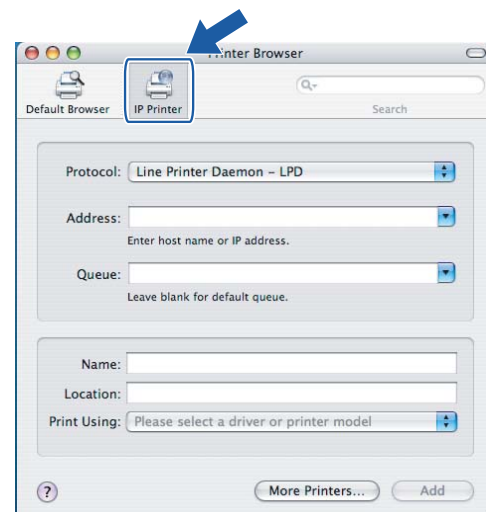 Printer Browser
Default Browser
IP Printer
Search
Protocol: Line Printer Daemon – LPD
Address:
Enter host name or IP address.
Queue:
Leave blank for default queue.
Name:
Location:
Print Using: Please select a driver or printer model
? More Printers... Add